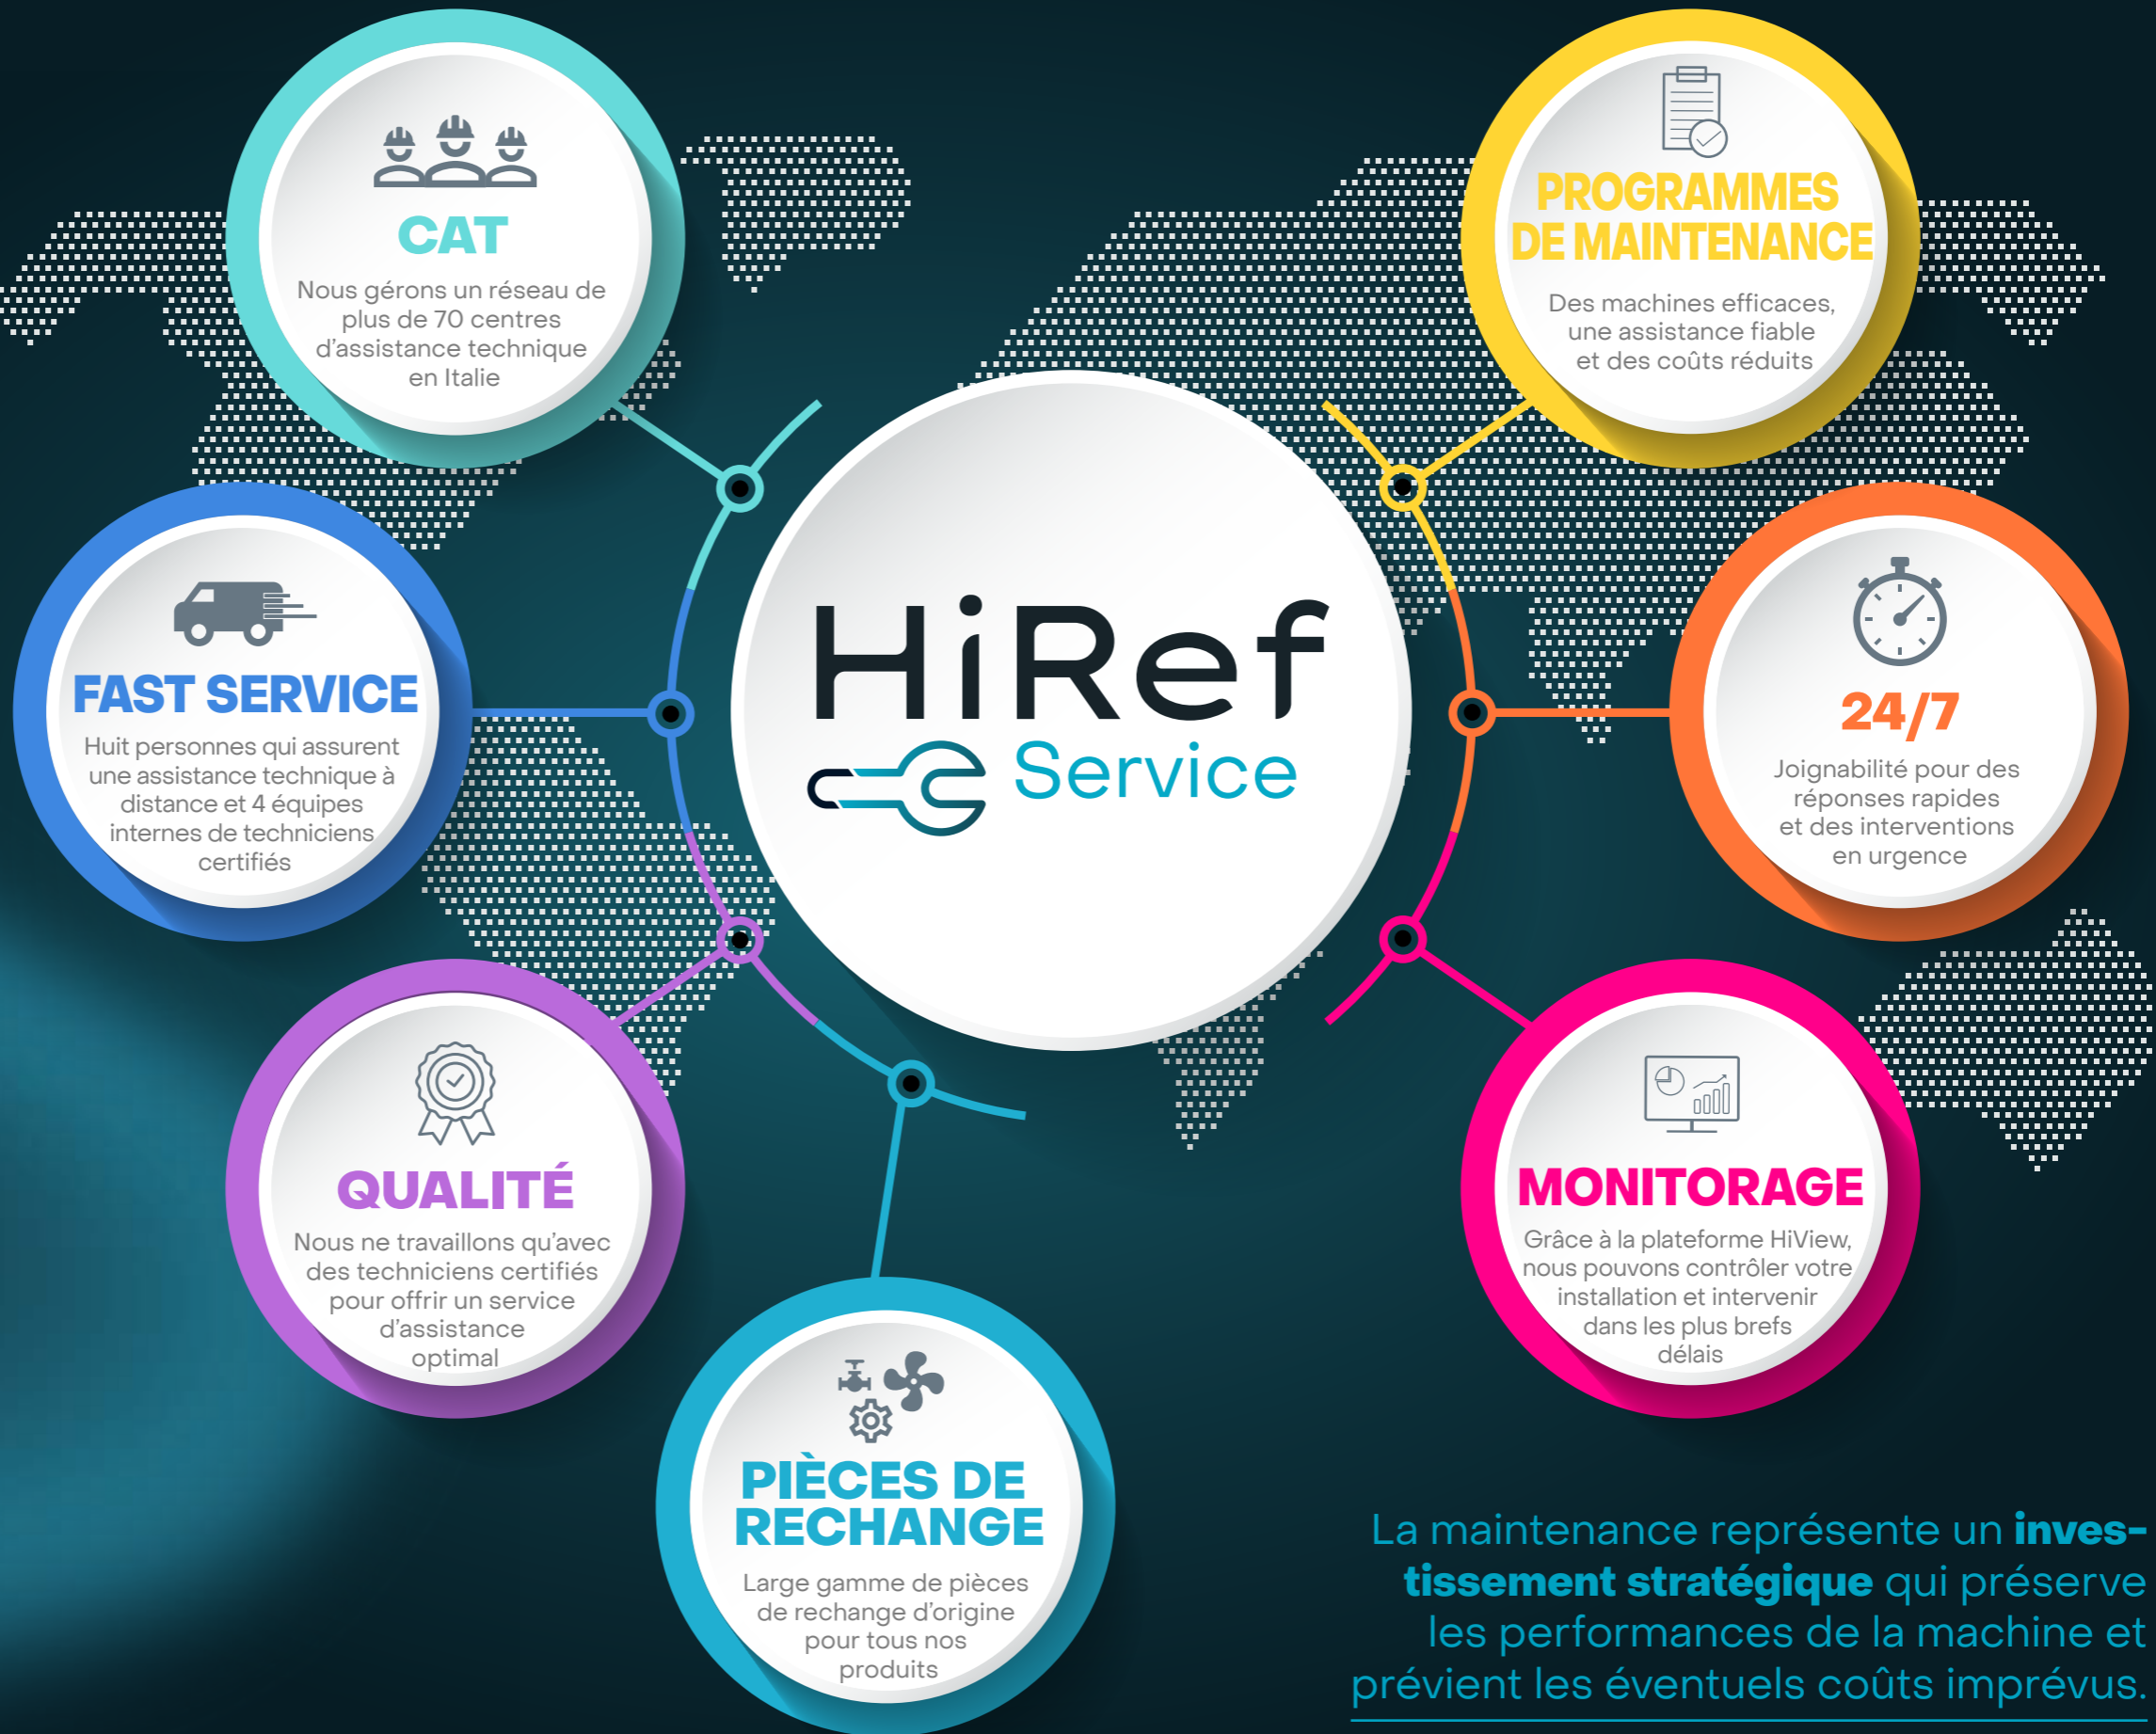 CAT
Nous gérons un réseau de
plus de 70 centres
d'assistance technique
en Italie
PROGRAMMES
DE MAINTENANCE
Des machines efficaces,
une assistance fiable
et des coûts réduits
FAST SERVICE
Huit personnes qui assurent
une assistance technique à
distance et 4 équipes
internes de techniciens
certifiés
HiRef
Service
24/7
Joignabilité pour des
réponses rapides
et des interventions
en urgence
QUALITÉ
Nous ne travaillons qu'avec
des techniciens certifiés
pour offrir un service
d'assistance
optimal
MONITORAGE
Grâce à la plateforme HiView,
nous pouvons contrôler votre
installation et intervenir
dans les plus brefs
délais
PIÈCES DE
RECHANGE
Large gamme de pièces
de rechange d'origine
pour tous nos
produits
La maintenance représente un inves-
tissement stratégique qui préserve
les performances de la machine et
prévient les éventuels coûts imprévus.